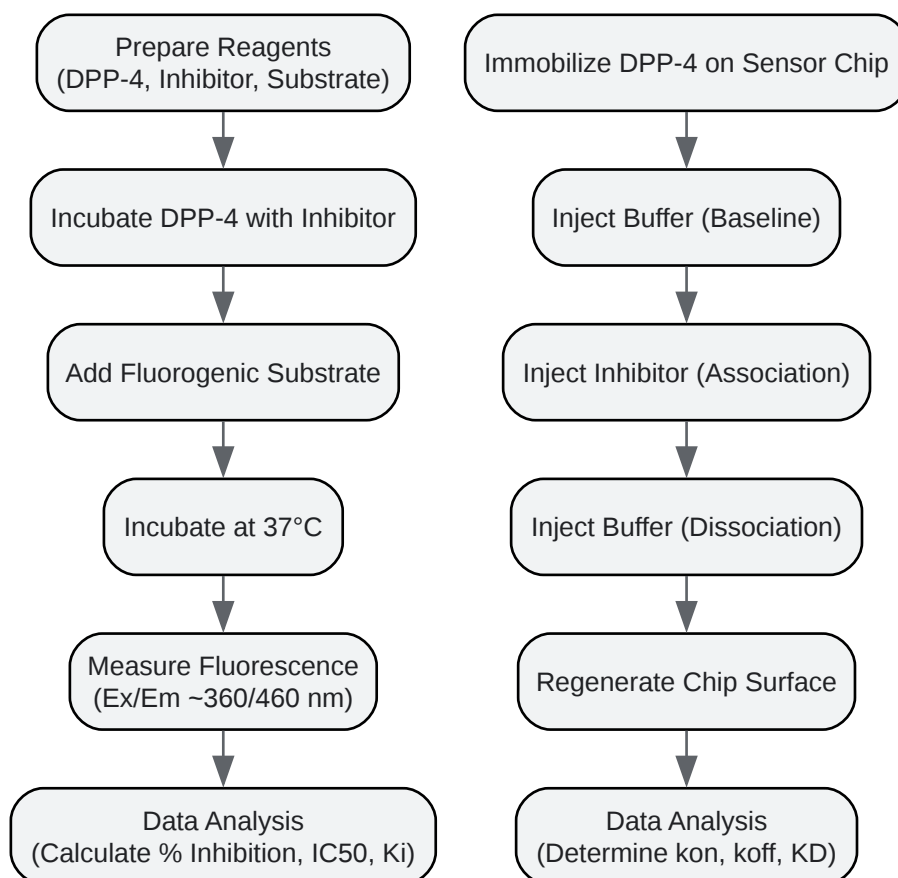 Prepare Reagents
(DPP-4, Inhibitor, Substrate)
Incubate DPP-4 with Inhibitor
Add Fluorogenic Substrate
Incubate at 37°C
Measure Fluorescence
(Ex/Em ~360/460 nm)
Data Analysis
(Calculate % Inhibition, IC50, Ki)
Immobilize DPP-4 on Sensor Chip
Inject Buffer (Baseline)
Inject Inhibitor (Association)
Inject Buffer (Dissociation)
Regenerate Chip Surface
Data Analysis
(Determine kon, koff, KD)